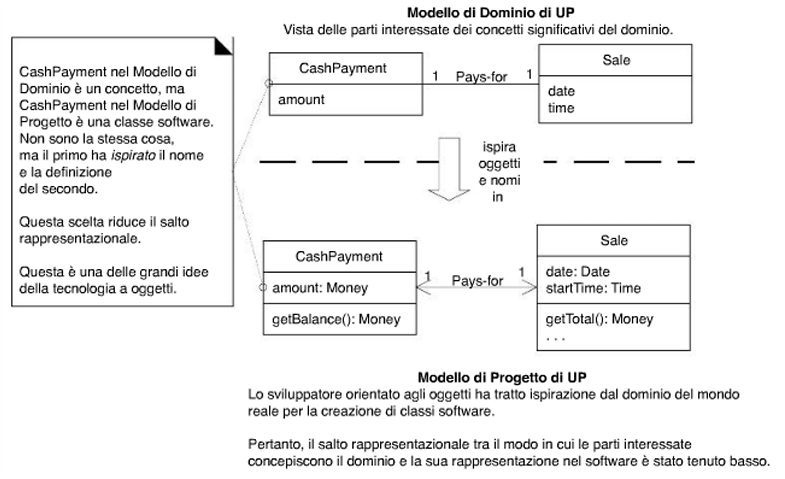 Modello di Dominio di UP
Vista delle parti interessate dei concetti significativi del dominio.
CashPayment nel Modello di
Dominio è un concetto, ma
CashPayment nel Modello di
Progetto è una classe software.
Non sono la stessa cosa,
ma il primo ha ispirato il nome
e la definizione
del secondo.
Questa scelta riduce il salto
rappresentazionale.
Questa è una delle grandi idee
della tecnologia a oggetti.
CashPayment
amount
1 Pays-for 1
Sale
date
time
ispira
oggetti
e nomi
in
CashPayment
amount: Money
getBalance(): Money
1 Pays-for 1
Sale
date: Date
startTime: Time
getTotal(): Money
. . .
Modello di Progetto di UP
Lo sviluppatore orientato agli oggetti ha tratto ispirazione dal dominio del mondo
reale per la creazione di classi software.
Pertanto, il salto rappresentazionale tra il modo in cui le parti interessate
concepiscono il dominio e la sua rappresentazione nel software è stato tenuto basso.